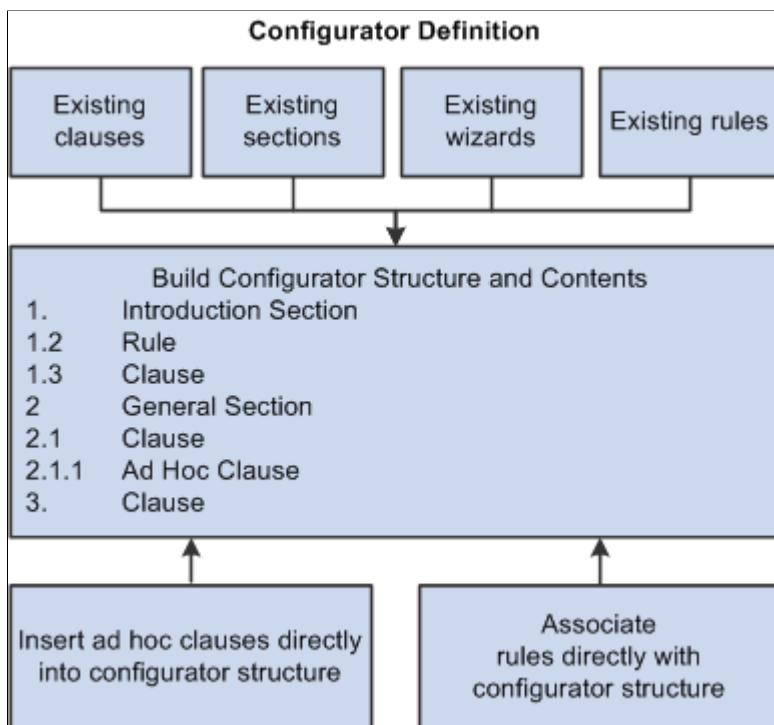 Configurator Definition
Existing
clauses
Existing
sections
Existing
wizards
Existing rules
Build Configurator Structure and Contents
1. Introduction Section
1.2 Rule
1.3 Clause
2 General Section
2.1 Clause
2.1.1 Ad Hoc Clause
3. Clause
Insert ad hoc clauses directly
into configurator structure
Associate
rules directly with
configurator structure